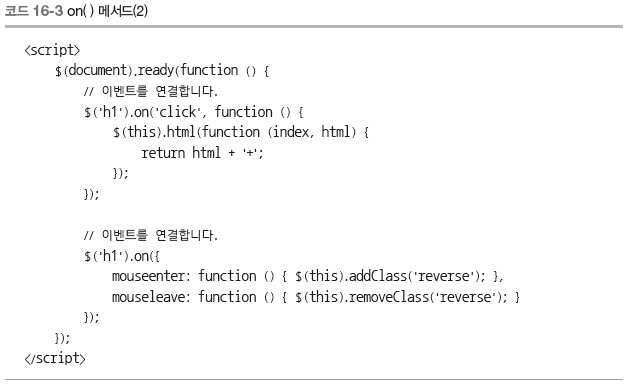 코드 16-3 on( ) 메서드(2)
<script>
$(document).ready(function () {
// 이벤트를 연결합니다.
$('h1').on('click', function () {
$(this).html(function (index, html) {
return html + '+';
});
});
// 이벤트를 연결합니다.
$('h1').on({
mouseenter: function () { $(this).addClass('reverse'); },
mouseleave: function () { $(this).removeClass('reverse'); }
});
});
</script>